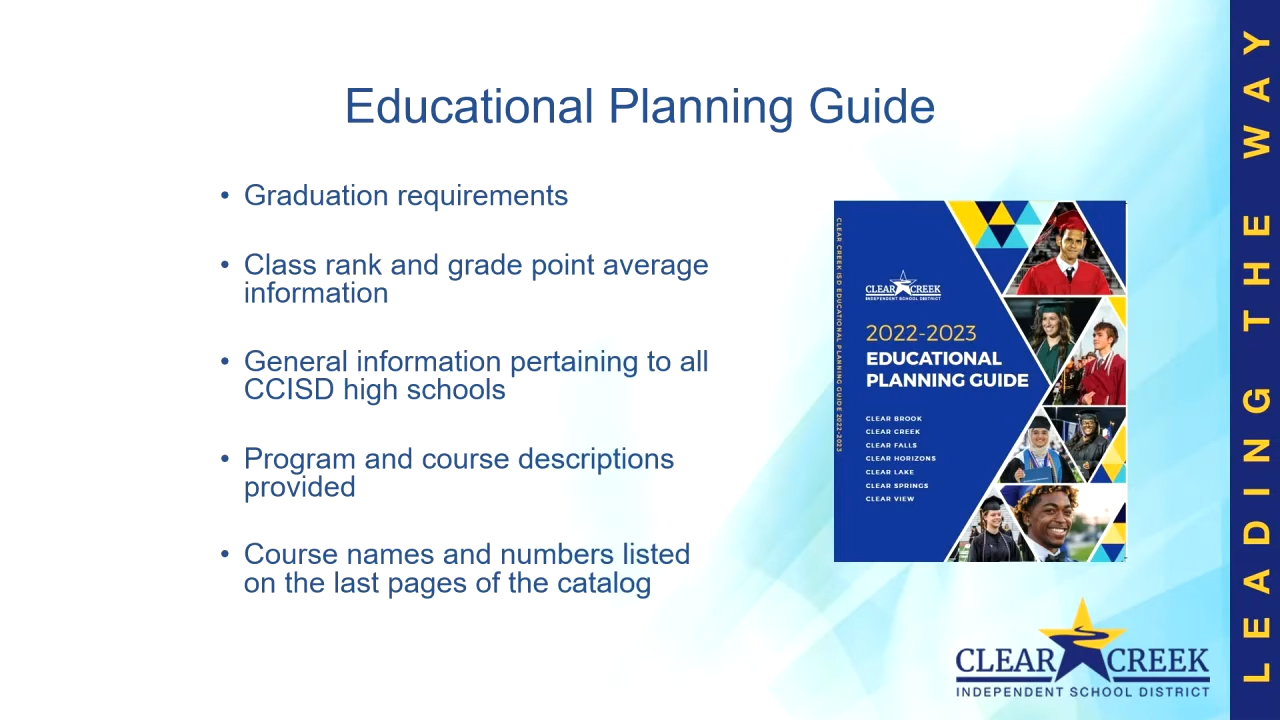 Educational Planning Guide
• Graduation requirements
• Class rank and grade point average
information
• General information pertaining to all
CCISD high schools
• Program and course descriptions
provided
• Course names and numbers listed
on the last pages of the catalog
CLEAR CREEK ISD EDUCATIONAL PLANNING GUIDE 2022-2023
CLEAR CREEK
INDEPENDENT SCHOOL DISTRICT
2022-2023
EDUCATIONAL
PLANNING GUIDE
CLEAR BROOK
CLEAR CREEK
CLEAR FALLS
CLEAR HORIZONS
CLEAR LAKE
CLEAR SPRINGS
CLEAR VIEW
CLEAR CREEK
INDEPENDENT SCHOOL DISTRICT
LEADING THE WAY